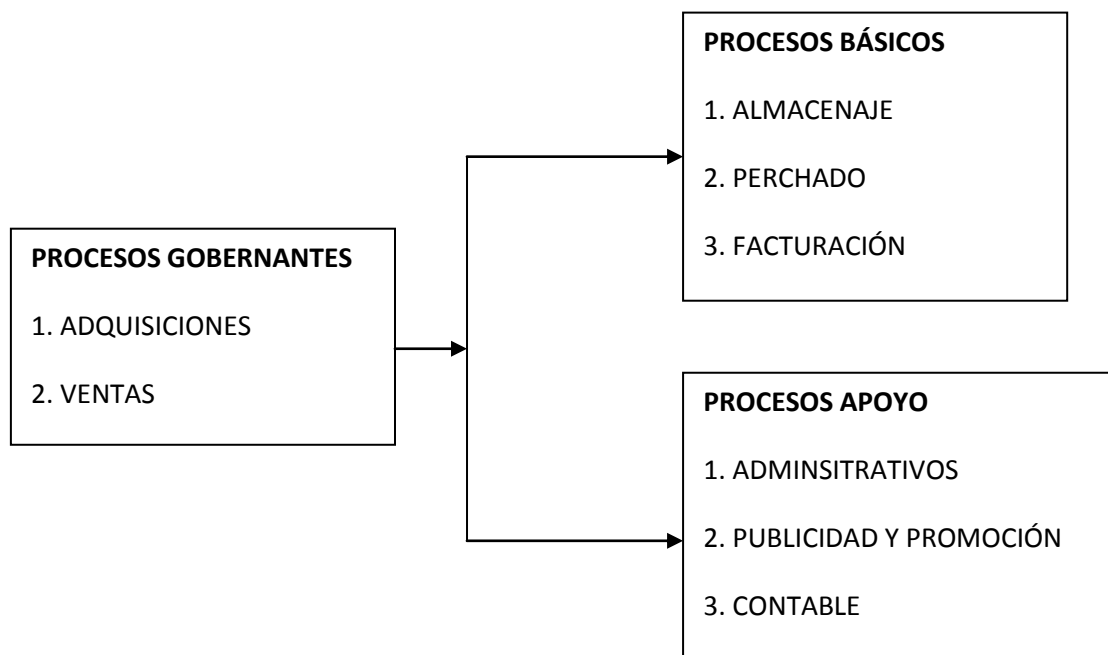 PROCESOS GOBERNANTES
1. ADQUISICIONES
2. VENTAS
PROCESOS BÁSICOS
1. ALMACENAJE
2. PERCHADO
3. FACTURACIÓN
PROCESOS APOYO
1. ADMINSITRATIVOS
2. PUBLICIDAD Y PROMOCIÓN
3. CONTABLE